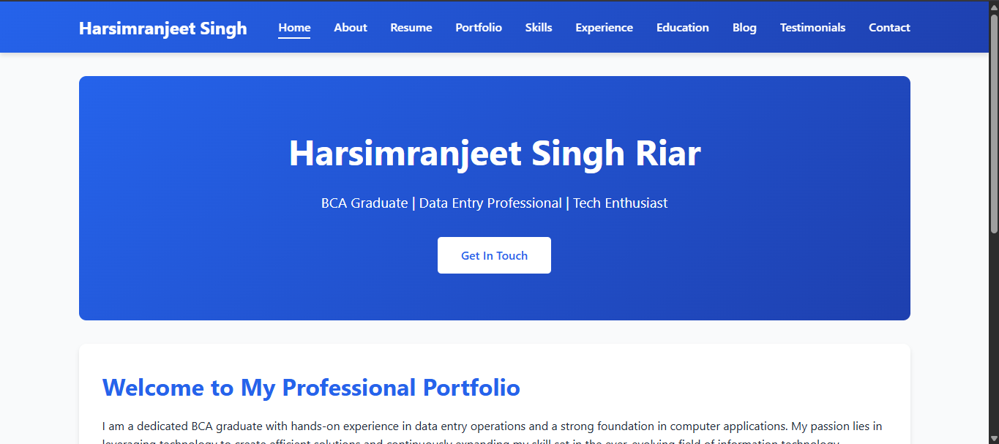 Harsimranjeet Singh Home About Resume Portfolio Skills Experience Education Blog Testimonials Contact
Harsimranjeet Singh Riar
BCA Graduate | Data Entry Professional | Tech Enthusiast
Get In Touch
Welcome to My Professional Portfolio
I am a dedicated BCA graduate with hands-on experience in data entry operations and a strong foundation in computer applications. My passion lies in
leveraging technology to create efficient solutions and continuously expanding my skill set in the ever-evolving field of information technology.